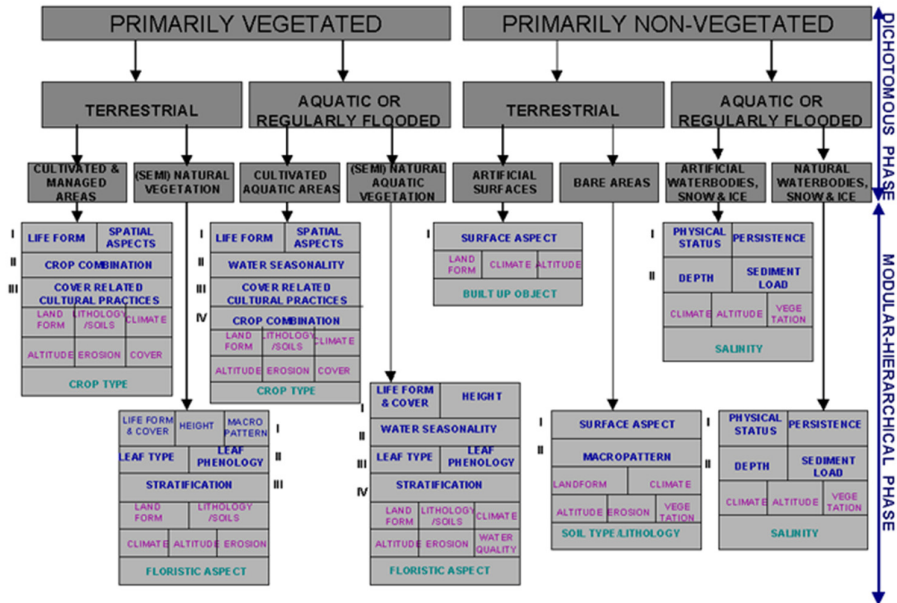 PRIMARILY VEGETATED
PRIMARILY NON-VEGETATED
DICHOTOMOUS PHASE
TERRESTRIAL
AQUATIC OR
REGULARLY FLOODED
TERRESTRIAL
AQUATIC OR
REGULARLY FLOODED
CULTIVATED &
MANAGED
AREAS
(SEMI) NATURAL
VEGETATION
CULTIVATED
AQUATIC AREAS
(SEMI) NATURAL
AQUATIC
VEGETATION
ARTIFICIAL
SURFACES
BARE AREAS
ARTIFICIAL
WATERBODIES,
SNOW & ICE
NATURAL
WATERBODIES,
SNOW & ICE
MODULAR-HIERARCHICAL PHASE
I
LIFE FORM
SPATIAL
ASPECTS
II
CROP COMBINATION
III
COVER RELATED
CULTURAL PRACTICES
LAND
FORM
LITHOLOGY
/SOILS
CLIMATE
ALTITUDE
EROSION
COVER
CROP TYPE
I
LIFE FORM
SPATIAL
ASPECTS
II
WATER SEASONALITY
III
COVER RELATED
CULTURAL PRACTICES
IV
CROP COMBINATION
LAND
FORM
LITHOLOGY
/SOILS
CLIMATE
ALTITUDE
EROSION
COVER
CROP TYPE
I
SURFACE ASPECT
LAND
FORM
CLIMATE
ALTITUDE
BUILT UP OBJECT
I
PHYSICAL
STATUS
PERSISTENCE
II
DEPTH
SEDIMENT
LOAD
CLIMATE
ALTITUDE
VEGE
TATION
SALINITY
LIFE FORM
& COVER
HEIGHT
MACRO
PATTERN
I
LEAF TYPE
LEAF
PHENOLOGY
II
STRATIFICATION
III
LAND
FORM
LITHOLOGY
/SOILS
CLIMATE
ALTITUDE
EROSION
FLORISTIC ASPECT
I
LIFE FORM
& COVER
HEIGHT
II
WATER SEASONALITY
III
LEAF TYPE
LEAF
PHENOLOGY
IV
STRATIFICATION
LAND
FORM
LITHOLOGY
/SOILS
CLIMATE
ALTITUDE
EROSION
WATER
QUALITY
FLORISTIC ASPECT
I
SURFACE ASPECT
II
MACROPATTERN
LANDFORM
CLIMATE
ALTITUDE
EROSION
VEGE
TATION
SOIL TYPE/LITHOLOGY
I
PHYSICAL
STATUS
PERSISTENCE
II
DEPTH
SEDIMENT
LOAD
CLIMATE
ALTITUDE
VEGE
TATION
SALINITY